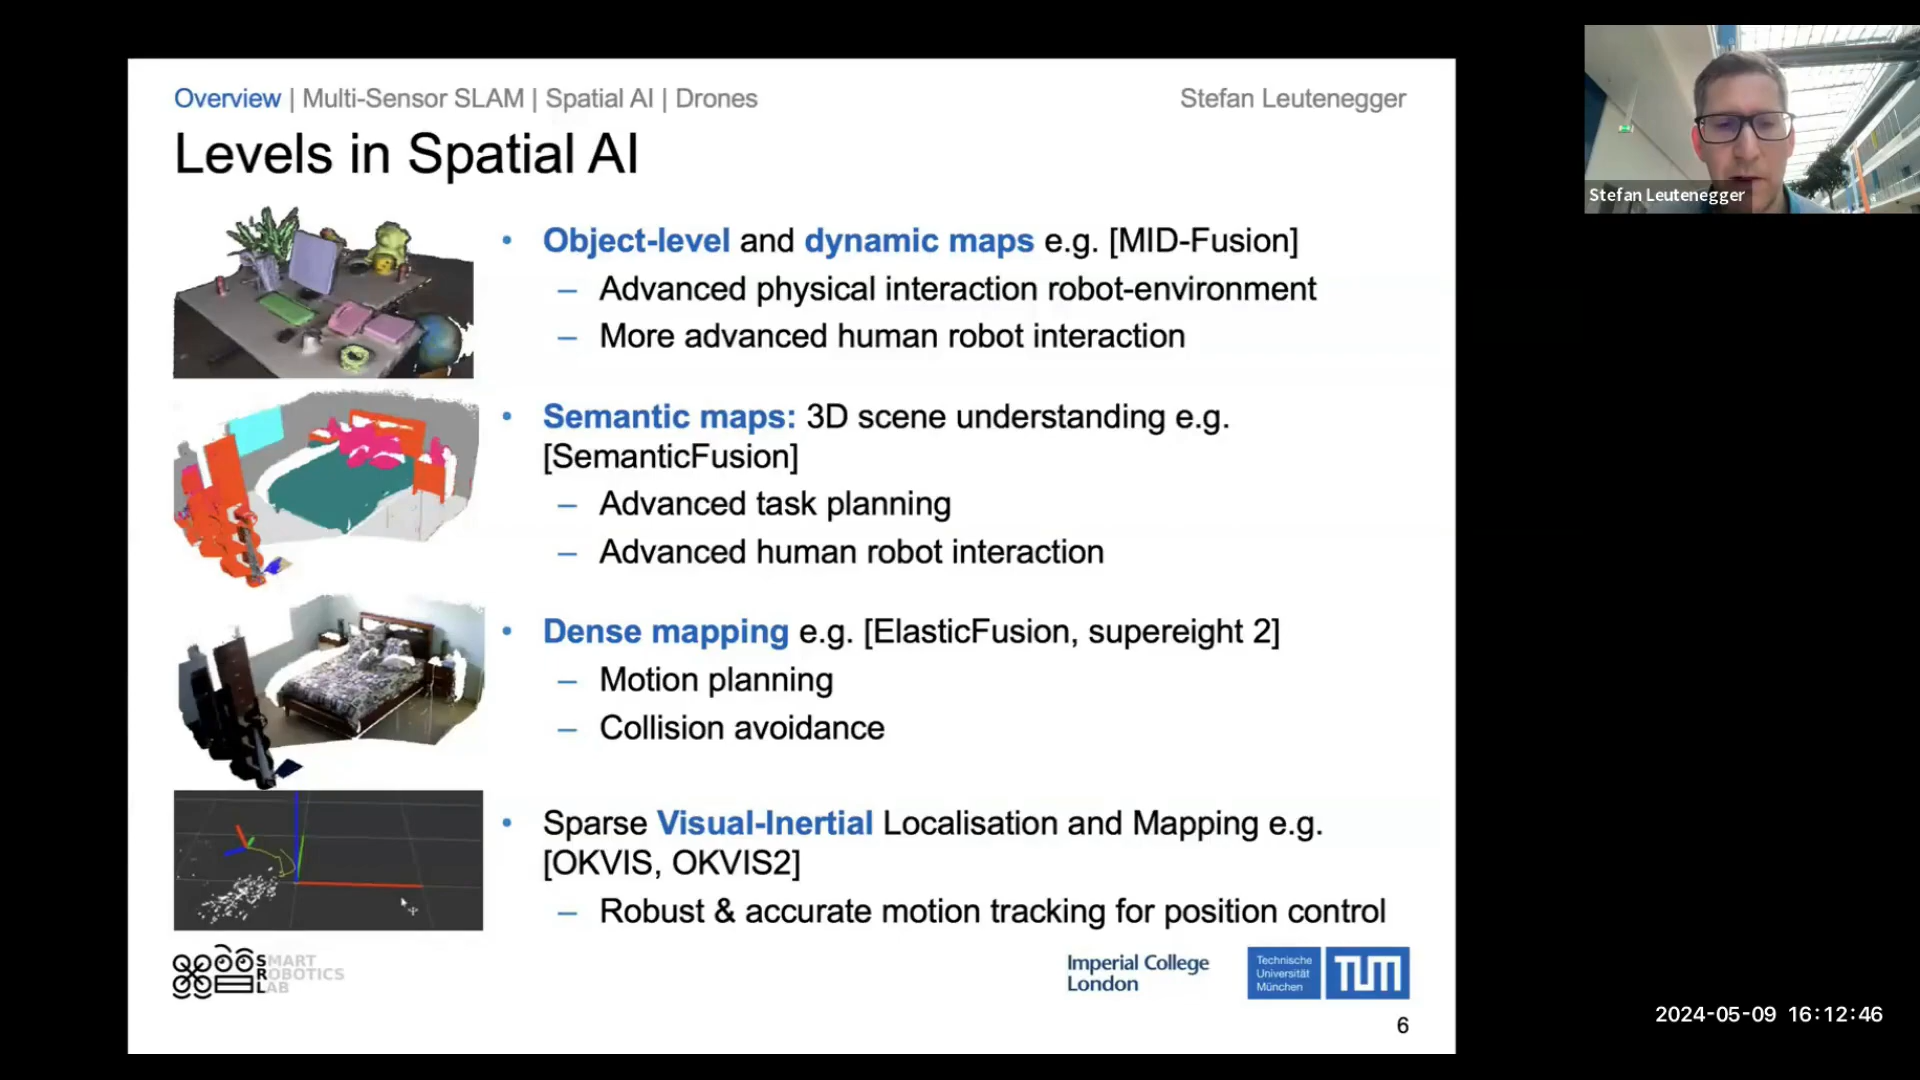 Overview | Multi-Sensor SLAM | Spatial AI | Drones
Stefan Leutenegger
Levels in Spatial AI
Stefan Leutenegger
• Object-level and dynamic maps e.g. [MID-Fusion]
– Advanced physical interaction robot-environment
– More advanced human robot interaction
• Semantic maps: 3D scene understanding e.g.
[SemanticFusion]
– Advanced task planning
– Advanced human robot interaction
• Dense mapping e.g. [ElasticFusion, supereight 2]
– Motion planning
– Collision avoidance
• Sparse Visual-Inertial Localisation and Mapping e.g.
[OKVIS, OKVIS2]
– Robust & accurate motion tracking for position control
SMART
ROBOTICS
LAB
Imperial College
London
Technische
Universität
München
TUM
6
2024-05-09 16:12:46